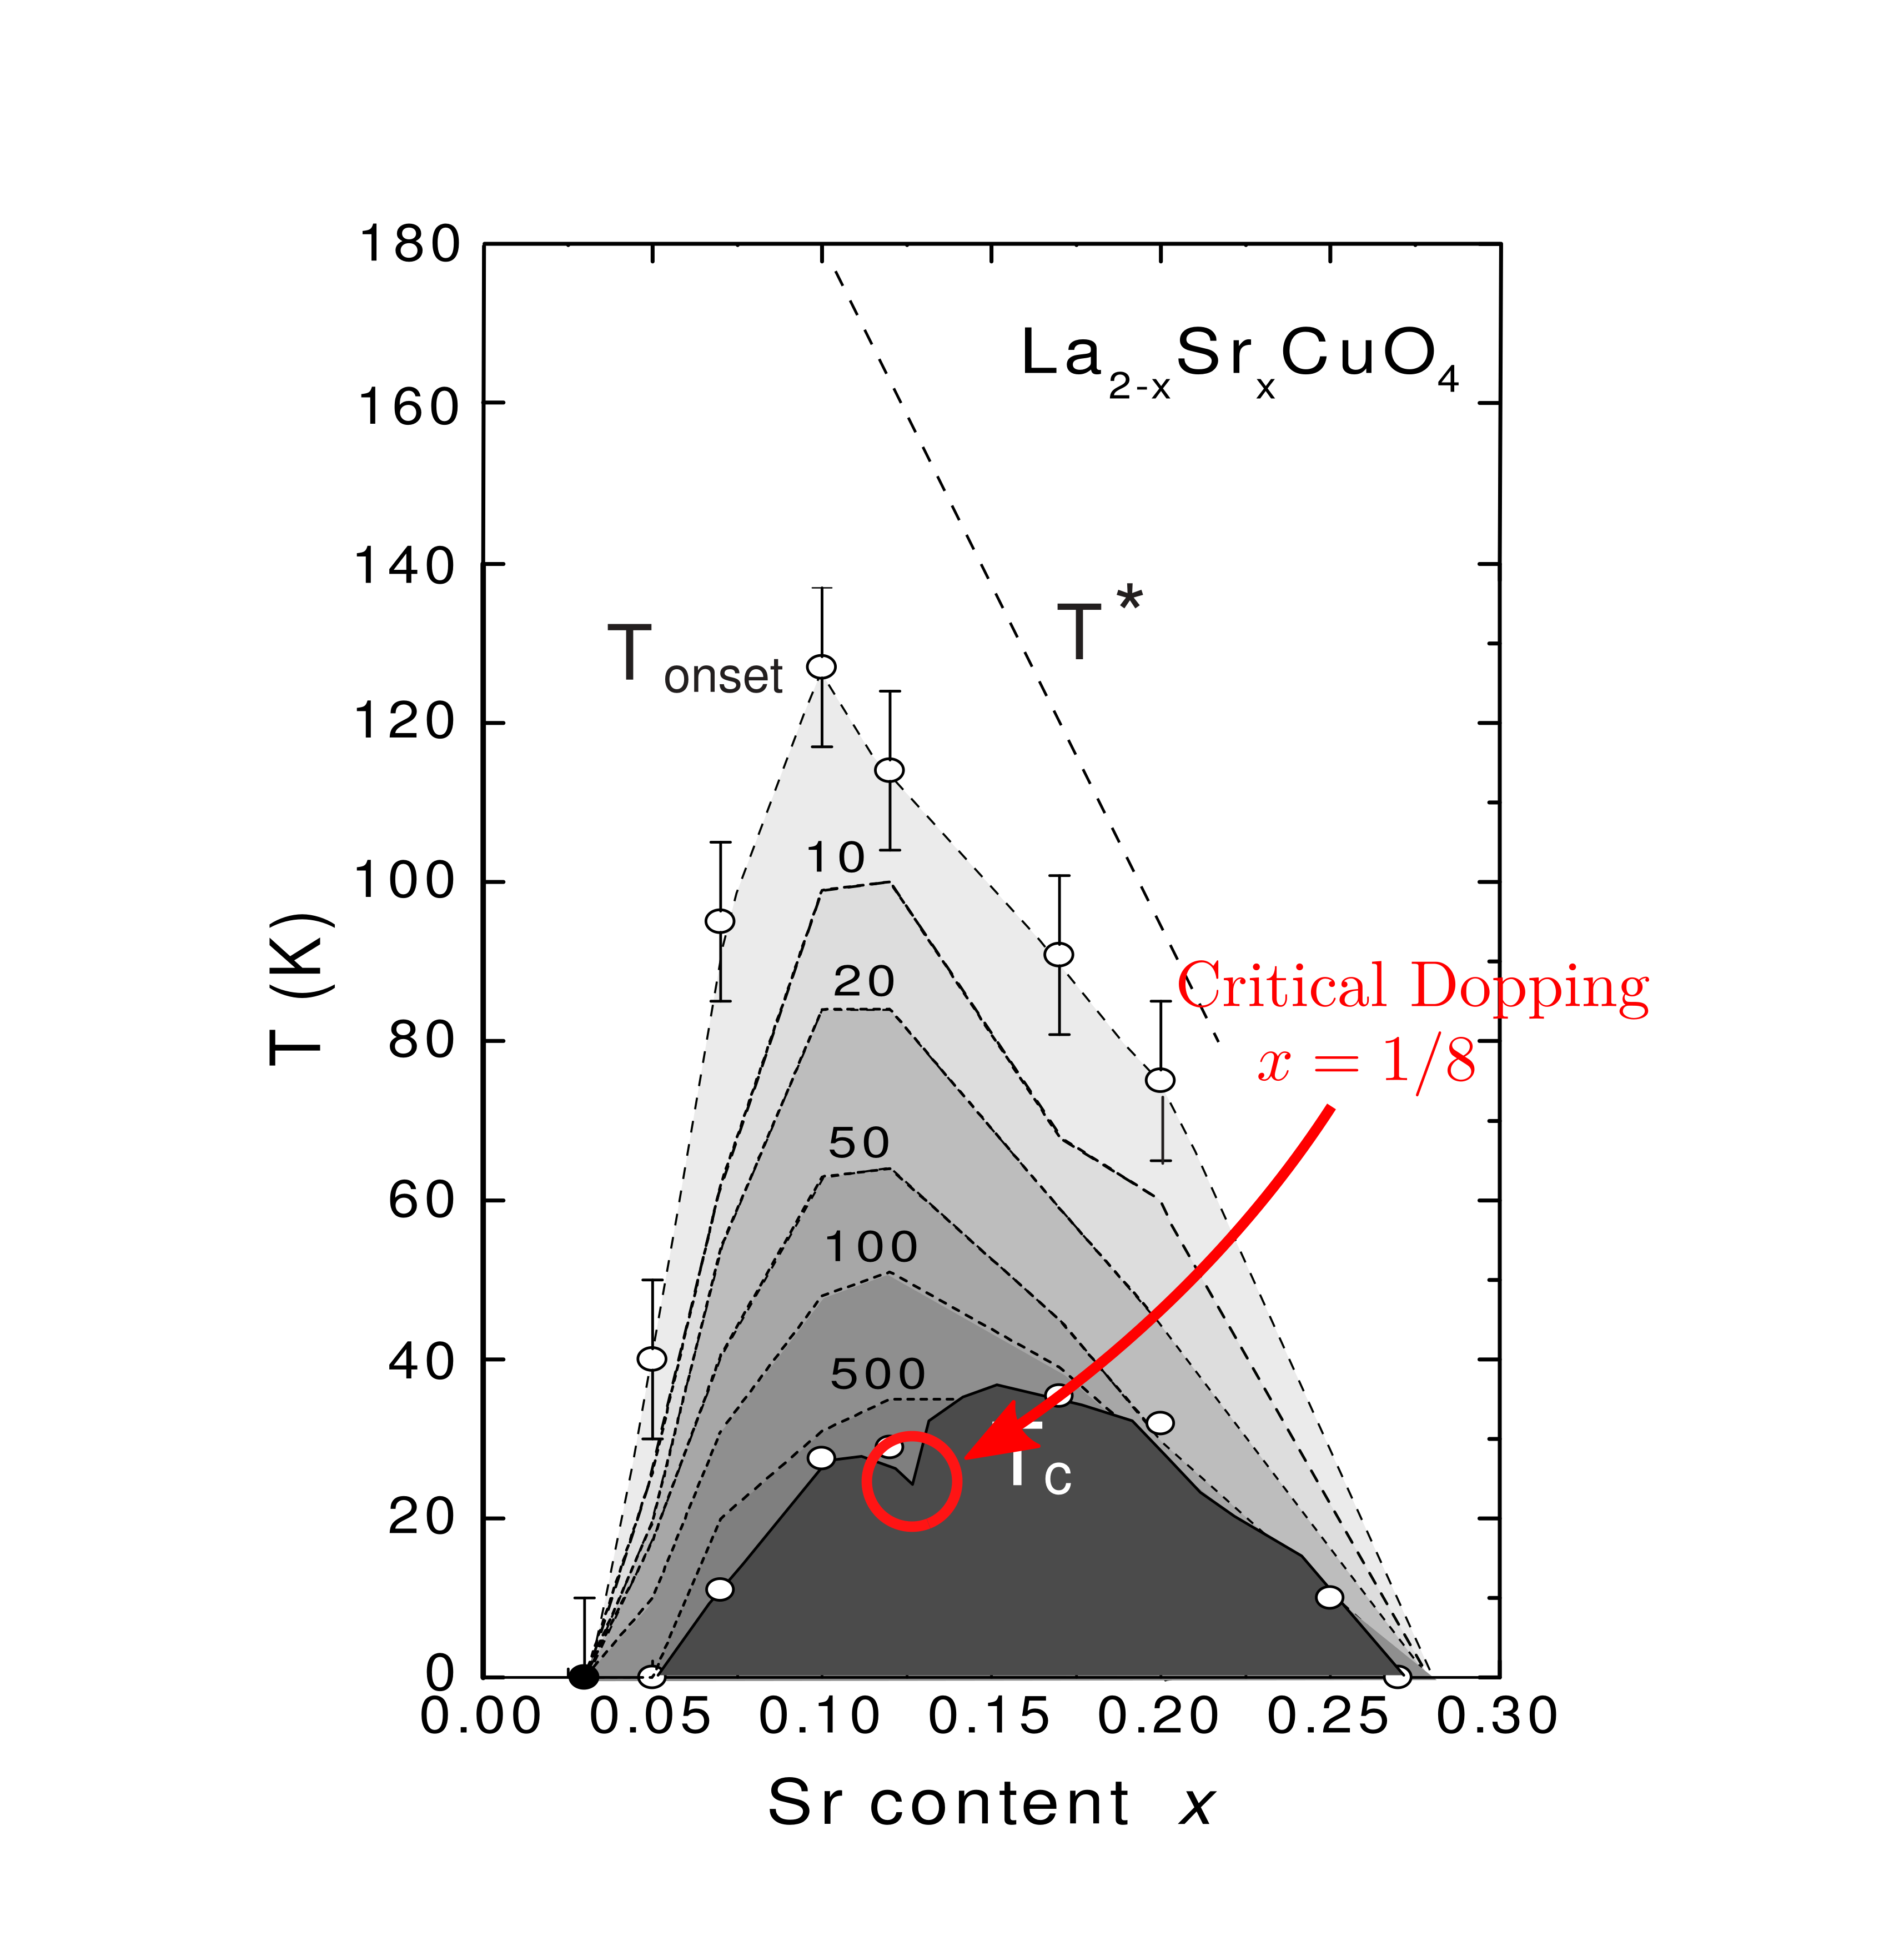 180
La2-xSrxCuO4
160
140
T*
Tonset
120
10
100
Critical Dopping
20
T (K)
80
x = 1/8
50
60
100
40
500
Tc
20
0
0.00 0.05 0.10 0.15 0.20 0.25 0.30
Sr content x